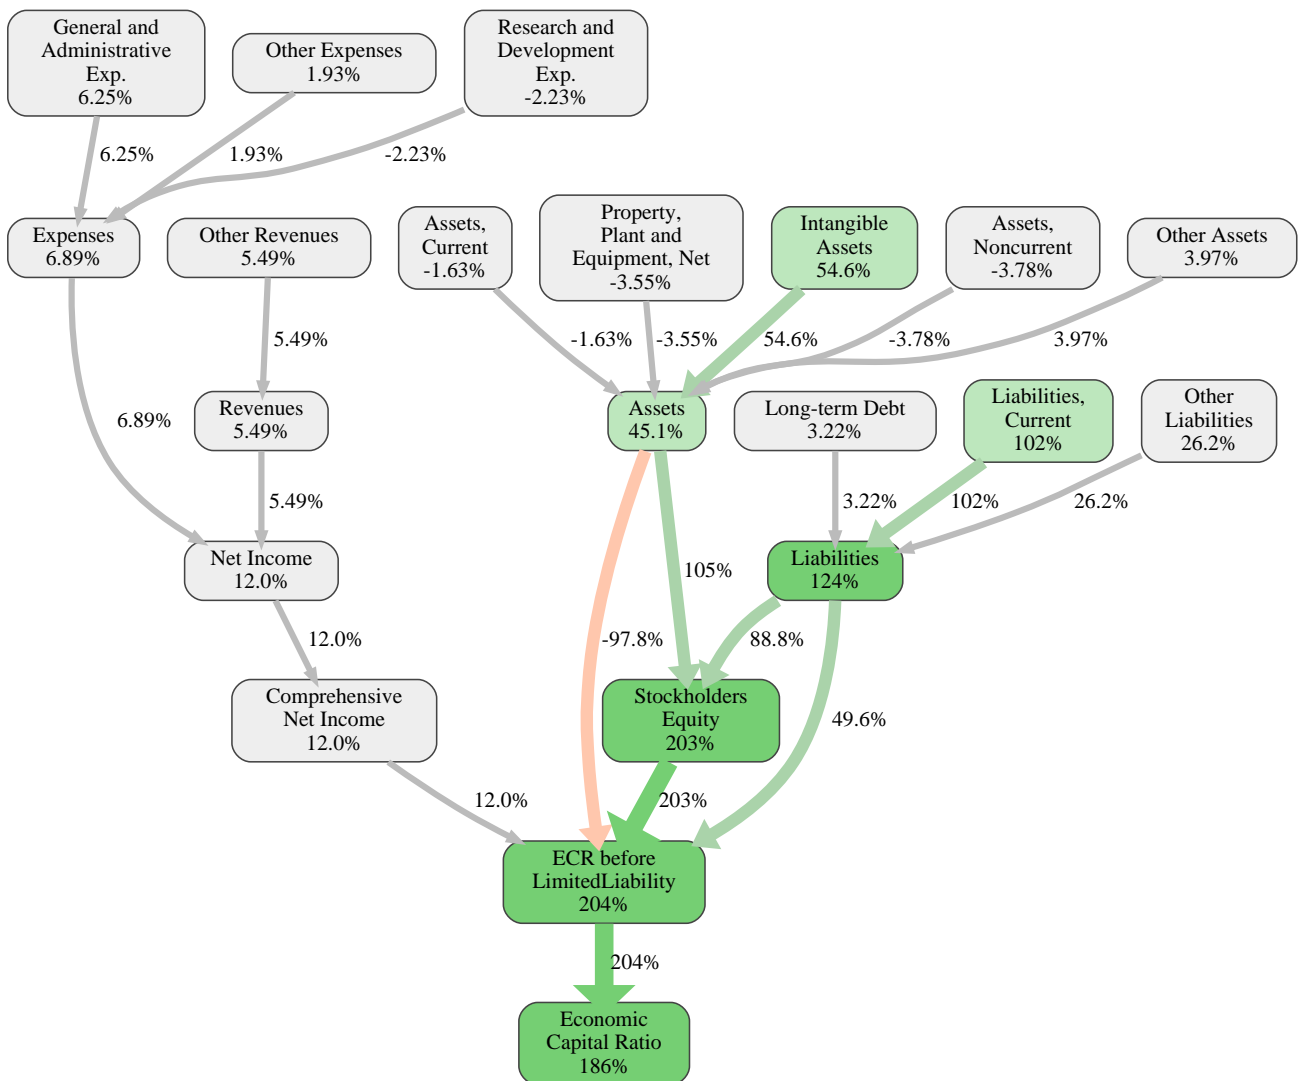 General and
Administrative
Exp.
6.25%
Other Expenses
1.93%
Research and
Development
Exp.
-2.23%
6.25%
1.93%
-2.23%
Expenses
6.89%
Other Revenues
5.49%
Assets,
Current
-1.63%
Property,
Plant and
Equipment, Net
-3.55%
Intangible
Assets
54.6%
Assets,
Noncurrent
-3.78%
Other Assets
3.97%
5.49%
-1.63%
-3.55%
54.6%
-3.78%
3.97%
6.89%
Revenues
5.49%
Assets
45.1%
Long-term Debt
3.22%
Liabilities,
Current
102%
Other
Liabilities
26.2%
5.49%
3.22%
102%
26.2%
Net Income
12.0%
Liabilities
124%
105%
12.0%
-97.8%
88.8%
Comprehensive
Net Income
12.0%
Stockholders
Equity
203%
49.6%
12.0%
203%
ECR before
LimitedLiability
204%
204%
Economic
Capital Ratio
186%